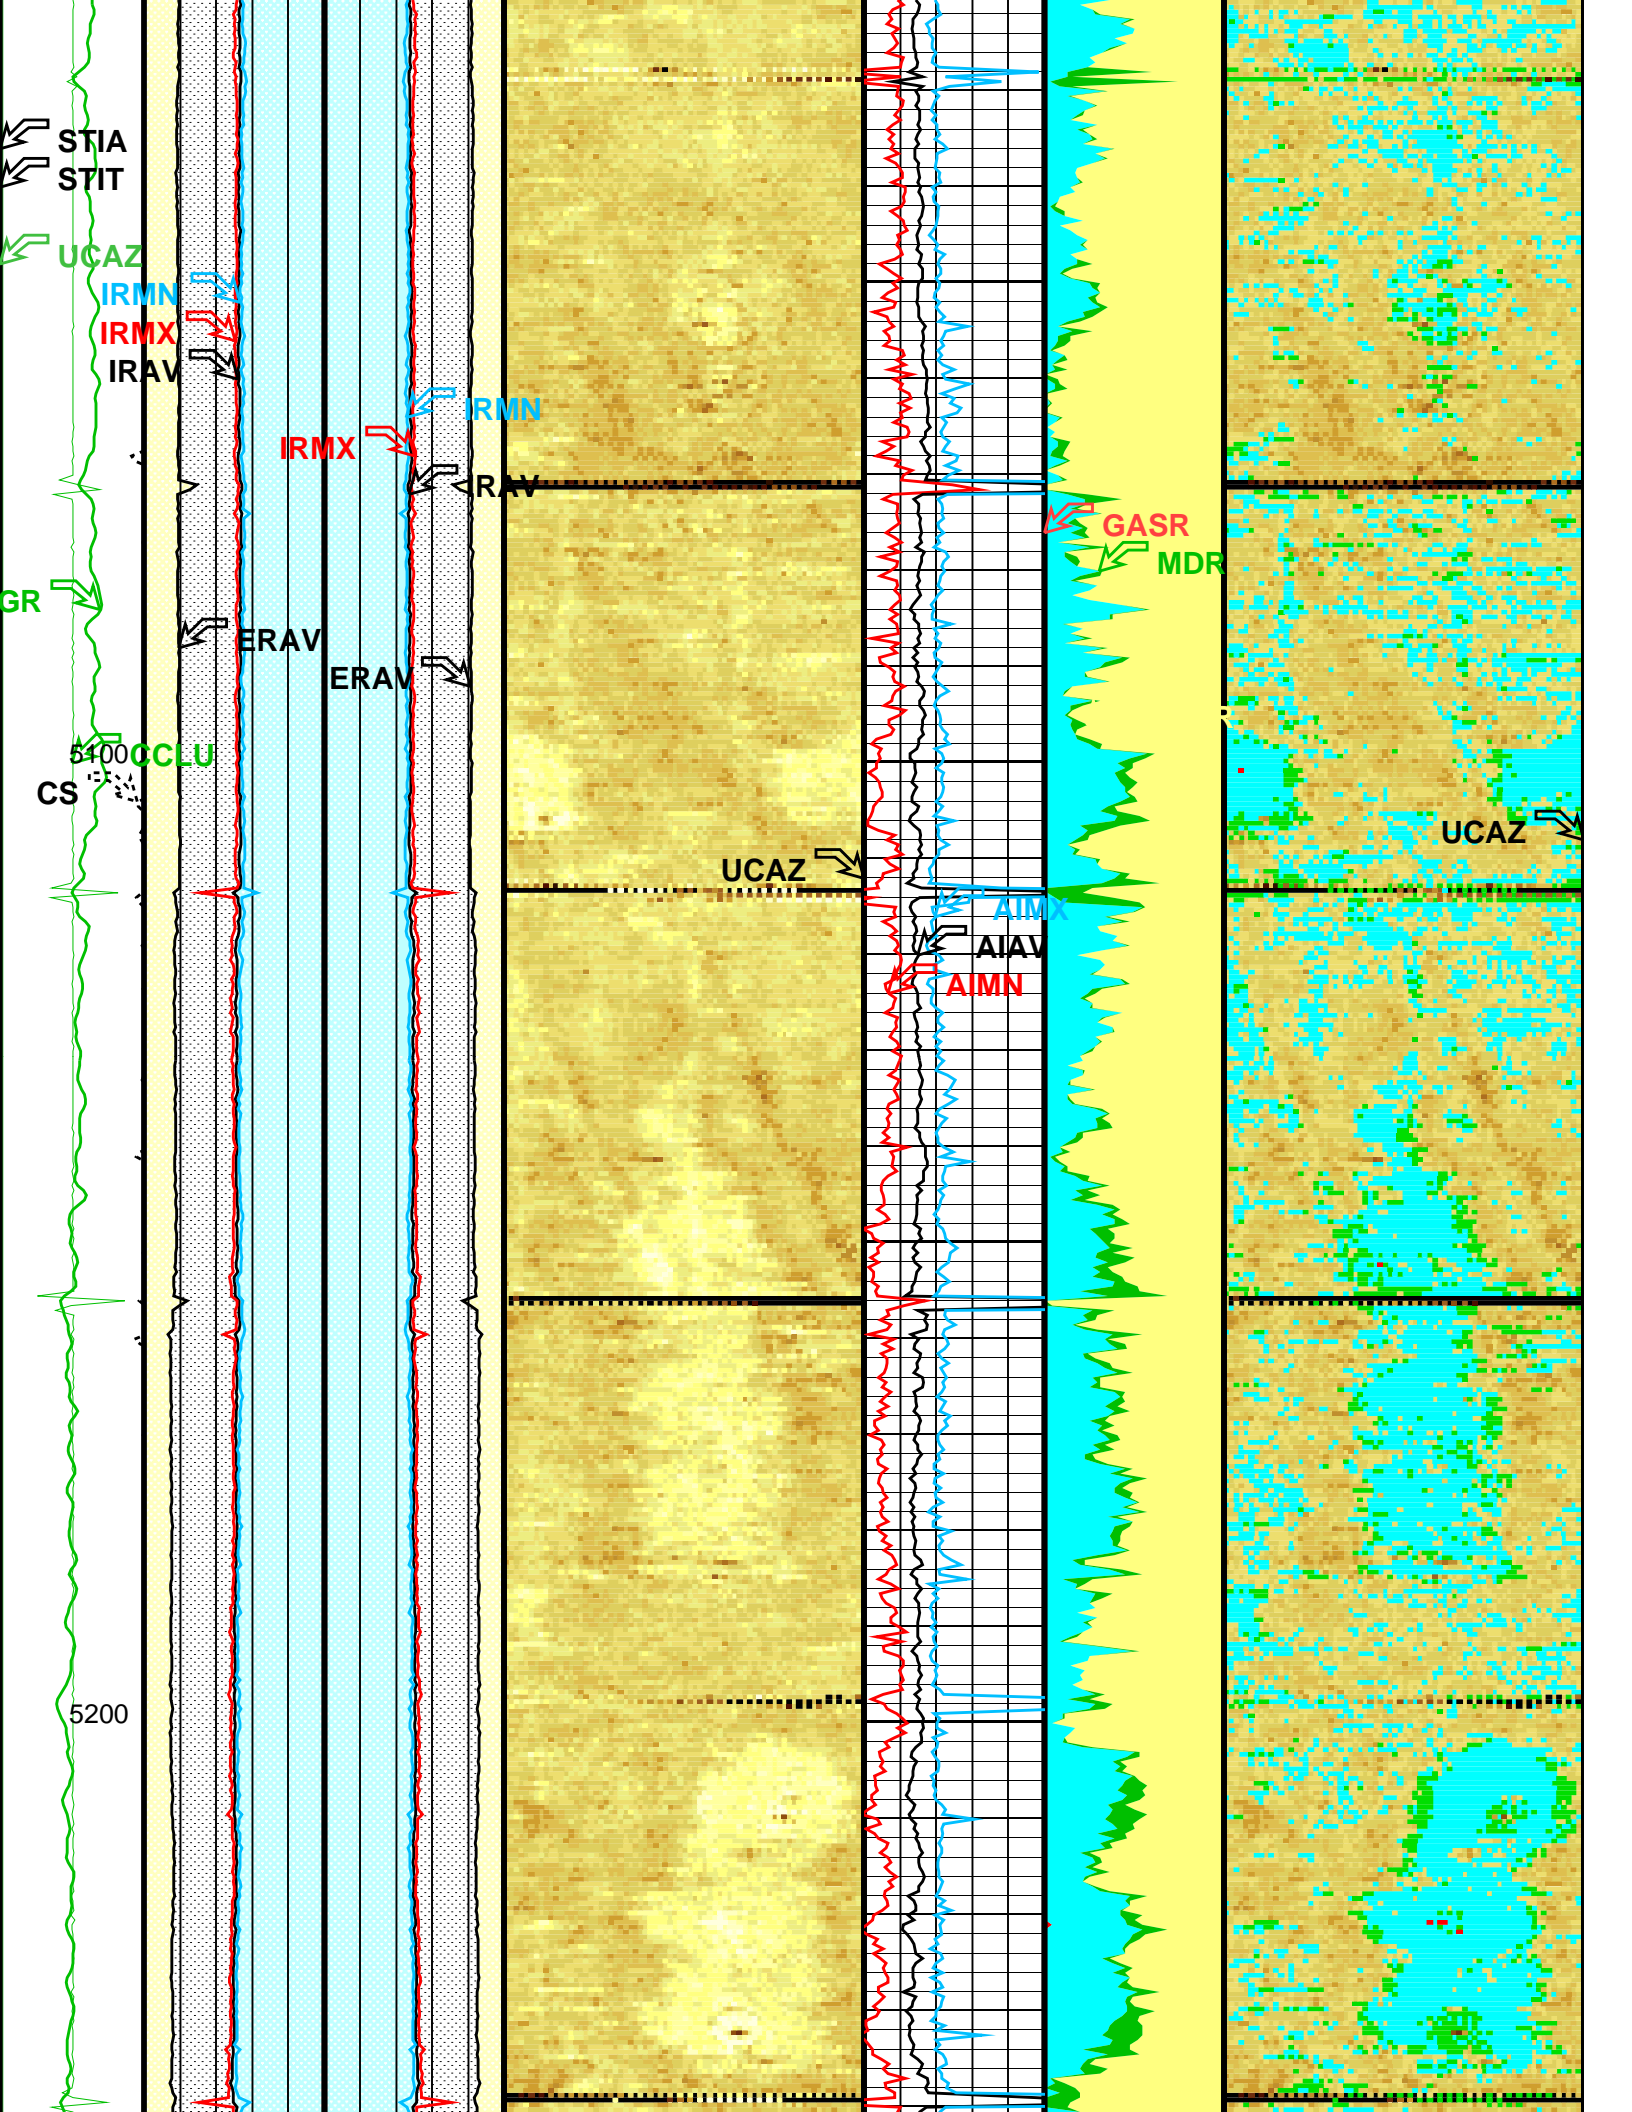 STIA
STIT
UCAZ
IRMN
IRMX
IRAV
IRMN
IRMX
IRAV
GASR
MDR
GR
ERAV
ERAV
R
5100 CCLU
CS
UCAZ
UCAZ
AIMX
AIAV
AIMN
5200